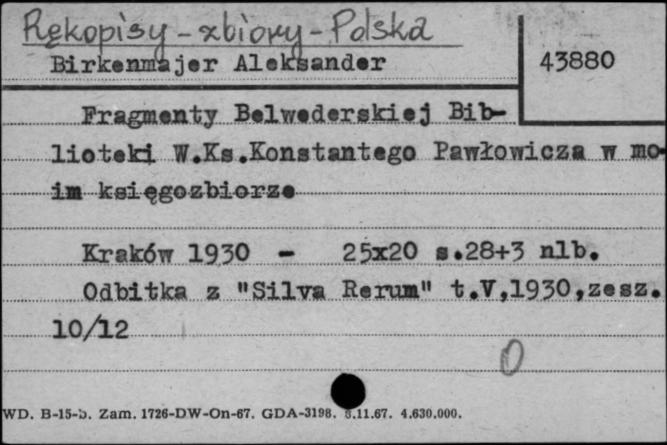 Rękopisy - zbiory - Polska
Birkenmajer Aleksander
43880
Fragmenty Belwederskiej Bib-
lioteki W.Ks.Konstantego Pawłowicza w mo-
im księgozbiorze
Kraków 1930 - 25x20 s.28+3 nlb.
Odbitka z "Silva Rerum" t.V,1930,zesz.
10/12
0
WD. B-15-b. Zam. 1726-DW-On-67. GDA-3198. 8.11.67. 4.630.000.